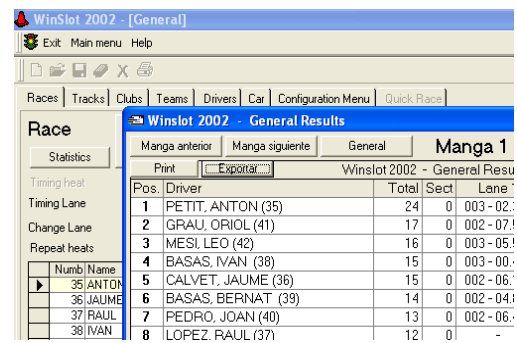 WinSlot 2002 - [General]
Exit Main menu Help
Races Tracks Clubs Teams Drivers Car Configuration Menu Quick Race
Race
Statistics
Timing heat
Timing Lane
Change Lane
Repeat heats
Numb Name
35 ANTON
36 JAUME
37 RAUL
38 IVAN
Winslot 2002 - General Results
Manga anterior Manga siguiente General Manga 1
Print Exportar Winslot 2002 - General Resu
Pos. Driver Total Sect Lane
1 PETIT, ANTON (35) 24 0 003 - 02.
2 GRAU, ORIOL (41) 17 0 002 - 07.
3 MESI, LEO (42) 16 0 003 - 05.
4 BASAS, IVAN (38) 15 0 003 - 00.
5 CALVET, JAUME (36) 15 0 002 - 06.
6 BASAS, BERNAT (39) 14 0 002 - 04.
7 PEDRO, JOAN (40) 13 0 002 - 06.
8 LOPEZ, RAUL (37) 12 0 -